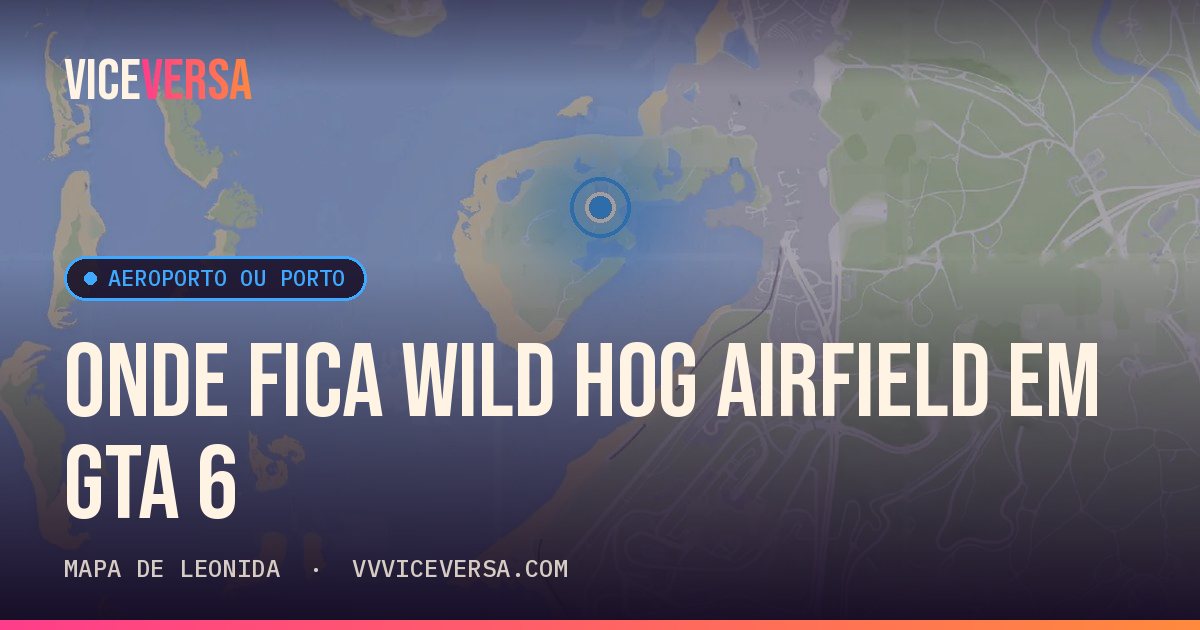 VICEVERSA
AEROPORTO OU PORTO
ONDE FICA WILD HOG AIRFIELD EM
GTA 6
MAPA DE LEONIDA · VVVICEVERSA.COM